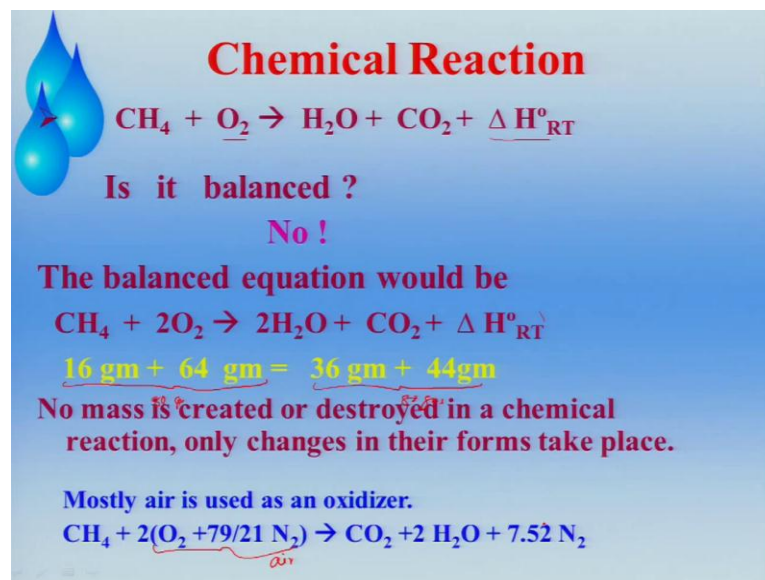 Chemical Reaction
➤ CH₄ + O₂ → H₂O + CO₂ + Δ H°RT
Is it balanced ?
No !
The balanced equation would be
CH₄ + 2O₂ → 2H₂O + CO₂ + Δ H°RT
16 gm + 64 gm = 36 gm + 44gm
No mass is created or destroyed in a chemical
reaction, only changes in their forms take place.
Mostly air is used as an oxidizer.
CH₄ + 2(O₂ +79/21 N₂) → CO₂ +2 H₂O + 7.52 N₂
air